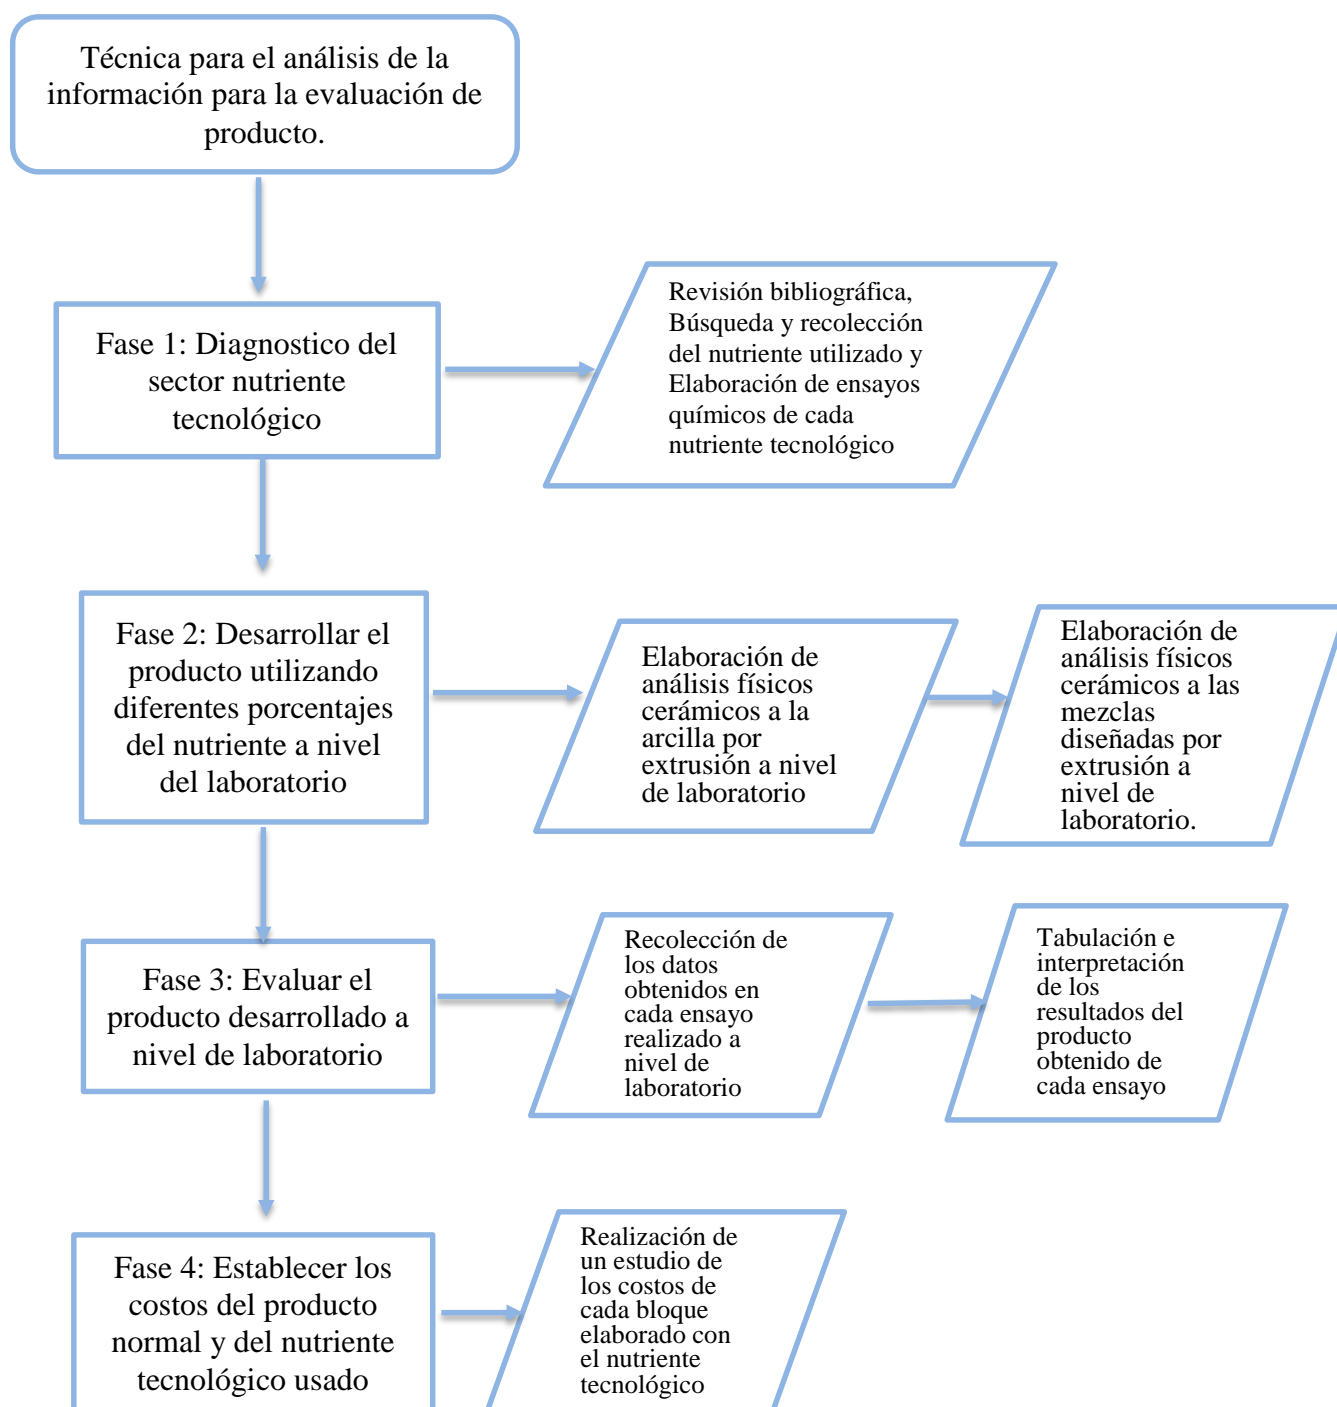 Técnica para el análisis de la
información para la evaluación de
producto.
Fase 1: Diagnostico del
sector nutriente
tecnológico
Revisión bibliográfica,
Búsqueda y recolección
del nutriente utilizado y
Elaboración de ensayos
químicos de cada
nutriente tecnológico
Fase 2: Desarrollar el
producto utilizando
diferentes porcentajes
del nutriente a nivel
del laboratorio
Elaboración de
análisis físicos
cerámicos a la
arcilla por
extrusión a nivel
de laboratorio
Elaboración de
análisis físicos
cerámicos a las
mezclas
diseñadas por
extrusión a
nivel de
laboratorio.
Fase 3: Evaluar el
producto desarrollado a
nivel de laboratorio
Recolección de
los datos
obtenidos en
cada ensayo
realizado a
nivel de
laboratorio
Tabulación e
interpretación
de los
resultados del
producto
obtenido de
cada ensayo
Fase 4: Establecer los
costos del producto
normal y del nutriente
tecnológico usado
Realización de
un estudio de
los costos de
cada bloque
elaborado con
el nutriente
tecnológico